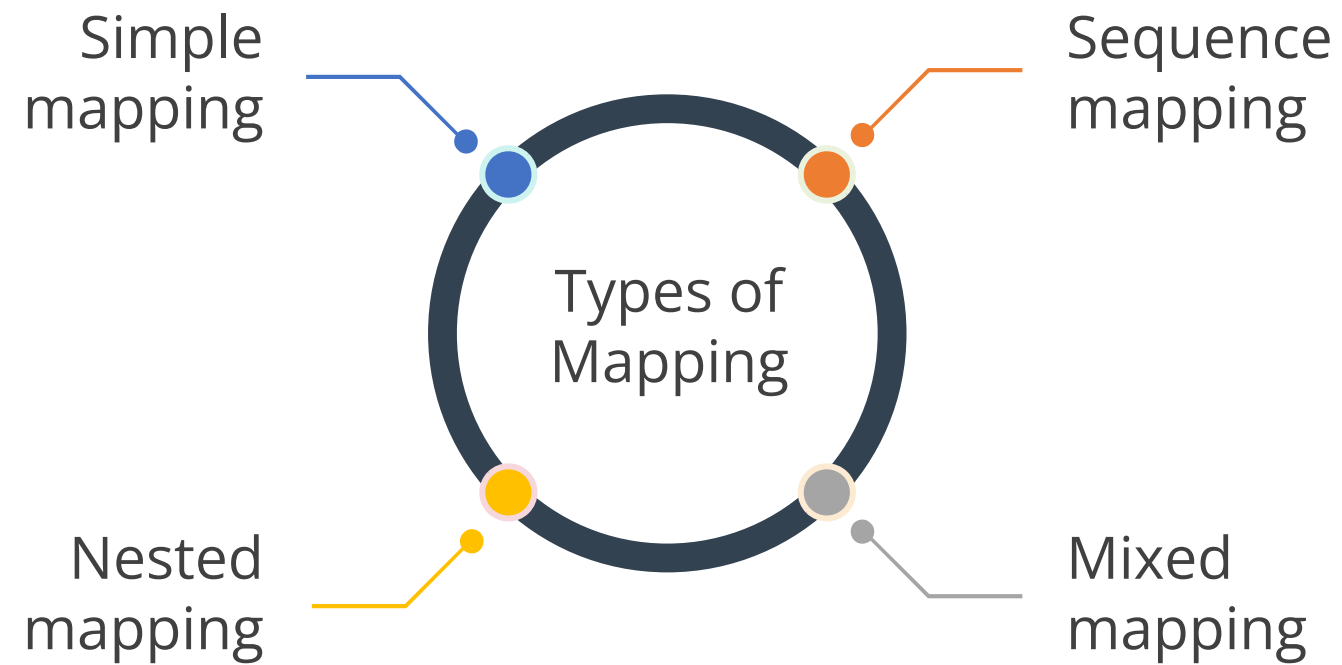 Simple
mapping
Sequence
mapping
Types of
Mapping
Nested
mapping
Mixed
mapping